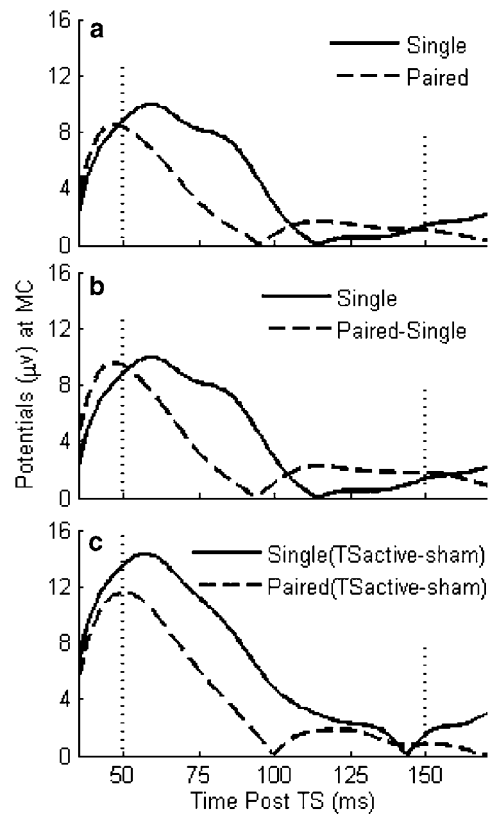 16
a
Single
Paired
12
8
4
0
16
b
Single
Paired-Single
12
8
4
0
Potentials (μv) at MC
16
c
Single(TSactive-sham)
Paired(TSactive-sham)
12
8
4
0
50 75 100 125 150
Time Post TS (ms)